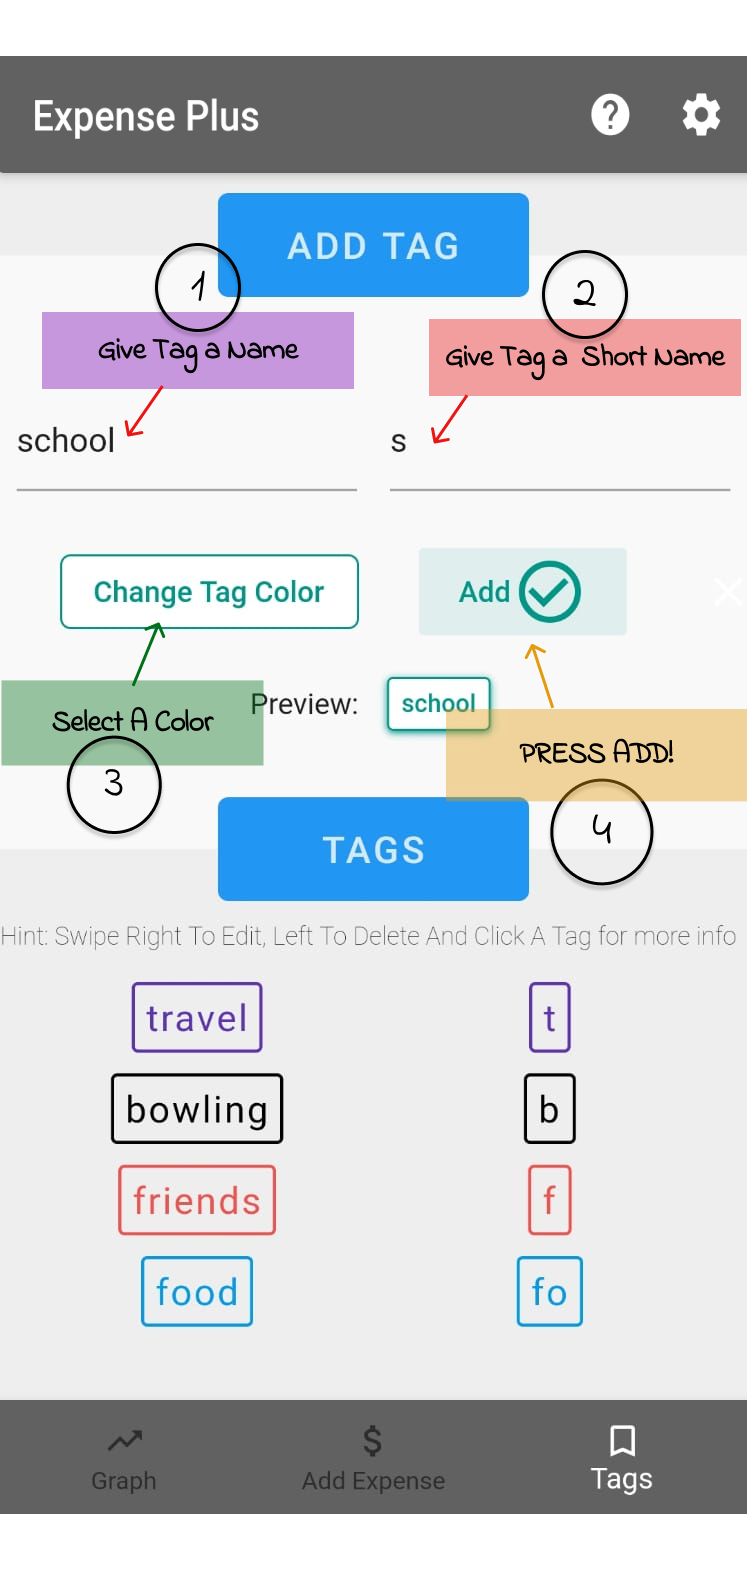 Expense Plus
ADD TAG
1
2
Give Tag a Name
Give Tag a Short Name
school
s
Change Tag Color
Add
Select A Color
Preview:
school
PRESS ADD!
3
4
TAGS
Hint: Swipe Right To Edit, Left To Delete And Click A Tag for more info
travel
t
bowling
b
friends
f
food
fo
Graph
Add Expense
Tags